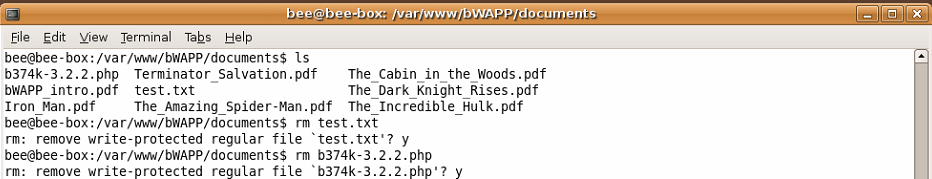 bee@bee-box: /var/www/bWAPP/documents
File Edit View Terminal Tabs Help
bee@bee-box:/var/www/bWAPP/documents$ ls
b374k-3.2.2.php  Terminator_Salvation.pdf    The_Cabin_in_the_Woods.pdf
bWAPP_intro.pdf  test.txt                    The_Dark_Knight_Rises.pdf
Iron_Man.pdf     The_Amazing_Spider-Man.pdf  The_Incredible_Hulk.pdf
bee@bee-box:/var/www/bWAPP/documents$ rm test.txt
rm: remove write-protected regular file `test.txt'? y
bee@bee-box:/var/www/bWAPP/documents$ rm b374k-3.2.2.php
rm: remove write-protected regular file `b374k-3.2.2.php'? y